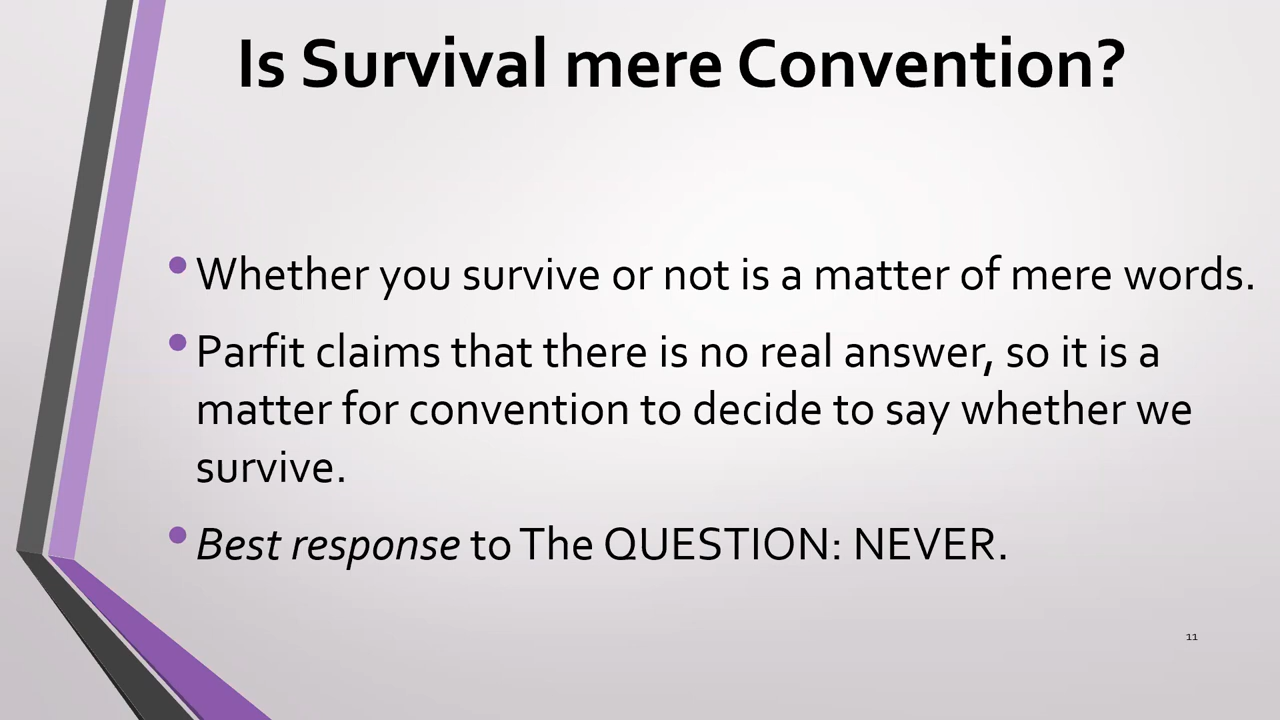 Is Survival mere Convention?
• Whether you survive or not is a matter of mere words.
• Parfit claims that there is no real answer, so it is a
matter for convention to decide to say whether we
survive.
• Best response to The QUESTION: NEVER.
11